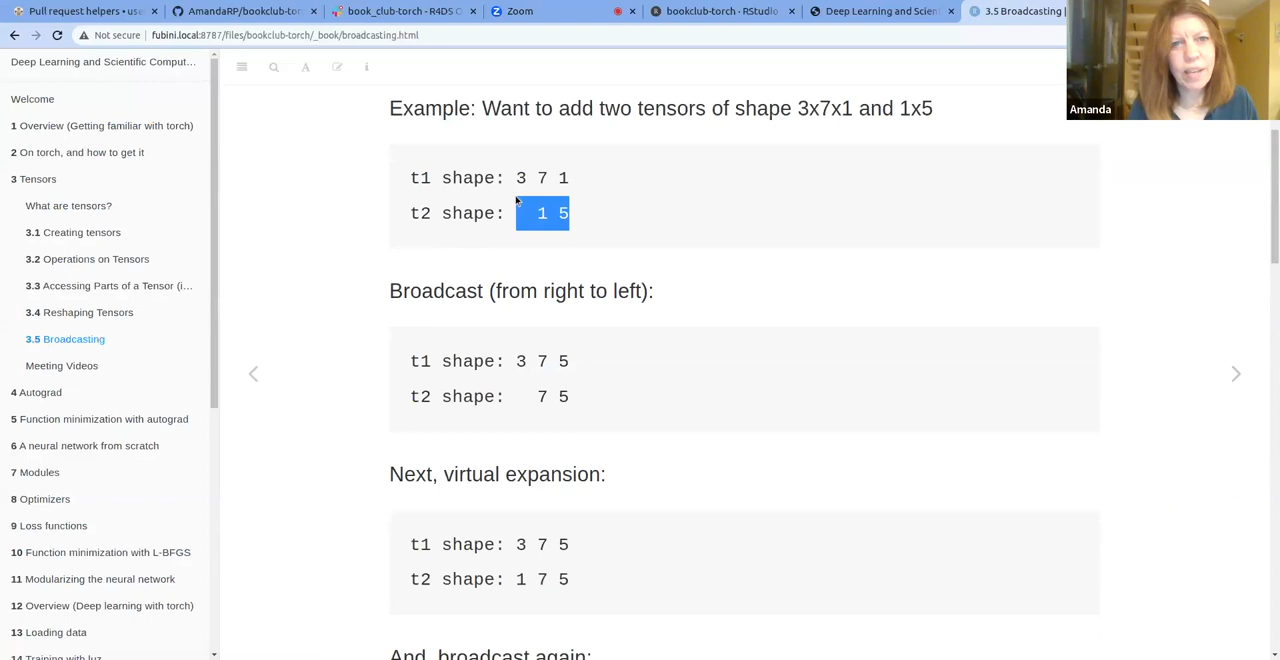 Pull request helpers • us
AmandaRP/bookclub-tor
book_club-torch - R4DS
Zoom
bookclub-torch - RStudio
Deep Learning and Scient
3.5 Broadcasting |
Not secure | fubini.local:8787/files/bookclub-torch/_book/broadcasting.html
Amanda
Deep Learning and Scientific Comput…
Welcome
1 Overview (Getting familiar with torch)
2 On torch, and how to get it
3 Tensors
What are tensors?
3.1 Creating tensors
3.2 Operations on Tensors
3.3 Accessing Parts of a Tensor (i…
3.4 Reshaping Tensors
3.5 Broadcasting
Meeting Videos
4 Autograd
5 Function minimization with autograd
6 A neural network from scratch
7 Modules
8 Optimizers
9 Loss functions
10 Function minimization with L-BFGS
11 Modularizing the neural network
12 Overview (Deep learning with torch)
13 Loading data
14 Training with luz
Example: Want to add two tensors of shape 3x7x1 and 1x5
t1 shape: 3 7 1
t2 shape:   1 5
Broadcast (from right to left):
t1 shape: 3 7 5
t2 shape:   7 5
Next, virtual expansion:
t1 shape: 3 7 5
t2 shape: 1 7 5
And, broadcast again: